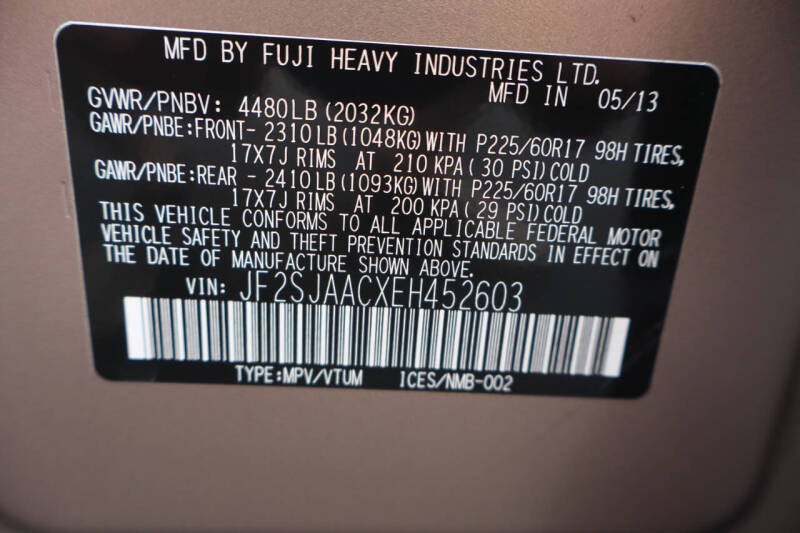 MFD BY FUJI HEAVY INDUSTRIES LTD.
MFD IN 05/13
GVWR/PNBV: 4480LB (2032KG)
GAWR/PNBE:FRONT- 2310LB (1048KG) WITH P225/60R17 98H TIRES,
17X7J RIMS AT 210 KPA ( 30 PSI) COLD
GAWR/PNBE:REAR - 2410LB (1093KG) WITH P225/60R17 98H TIRES,
17X7J RIMS AT 200 KPA ( 29 PSI) COLD
THIS VEHICLE CONFORMS TO ALL APPLICABLE FEDERAL MOTOR
VEHICLE SAFETY AND THEFT PREVENTION STANDARDS IN EFFECT ON
THE DATE OF MANUFACTURE SHOWN ABOVE.
VIN: JF2SJAACXEH452603
TYPE:MPV/VTUM ICES/NMB-002